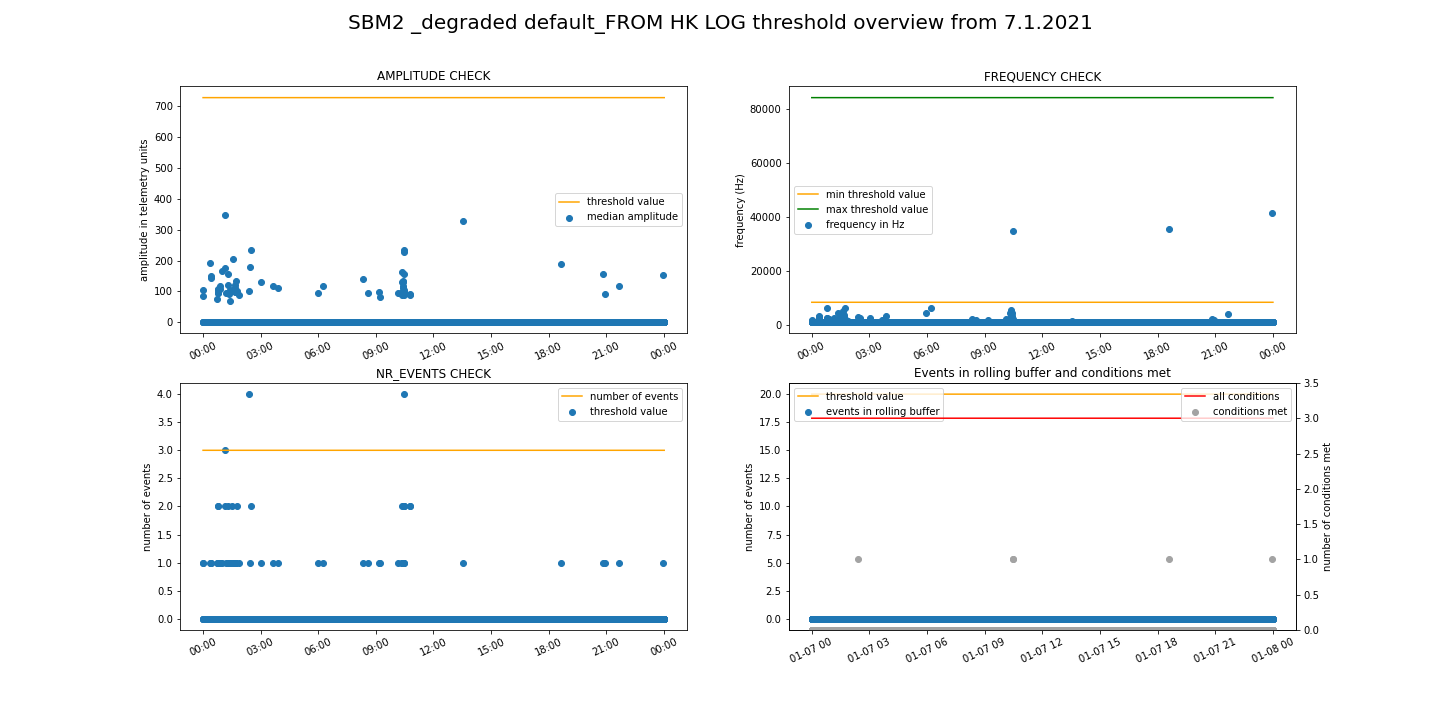 SBM2 _degraded default_FROM HK LOG threshold overview from 7.1.2021
AMPLITUDE CHECK
amplitude in telemetry units
700
600
500
400
300
200
100
0
threshold value
median amplitude
00:00 03:00 06:00 09:00 12:00 15:00 18:00 21:00 00:00
FREQUENCY CHECK
frequency (Hz)
80000
60000
40000
20000
0
min threshold value
max threshold value
frequency in Hz
00:00 03:00 06:00 09:00 12:00 15:00 18:00 21:00 00:00
NR_EVENTS CHECK
number of events
4.0
3.5
3.0
2.5
2.0
1.5
1.0
0.5
0.0
number of events
threshold value
00:00 03:00 06:00 09:00 12:00 15:00 18:00 21:00 00:00
Events in rolling buffer and conditions met
number of events
20.0
17.5
15.0
12.5
10.0
7.5
5.0
2.5
0.0
threshold value
events in rolling buffer
all conditions
conditions met
3.5
3.0
2.5
2.0
1.5
1.0
0.5
0.0
number of conditions met
01-07 00 01-07 03 01-07 06 01-07 09 01-07 12 01-07 15 01-07 18 01-07 21 01-08 00